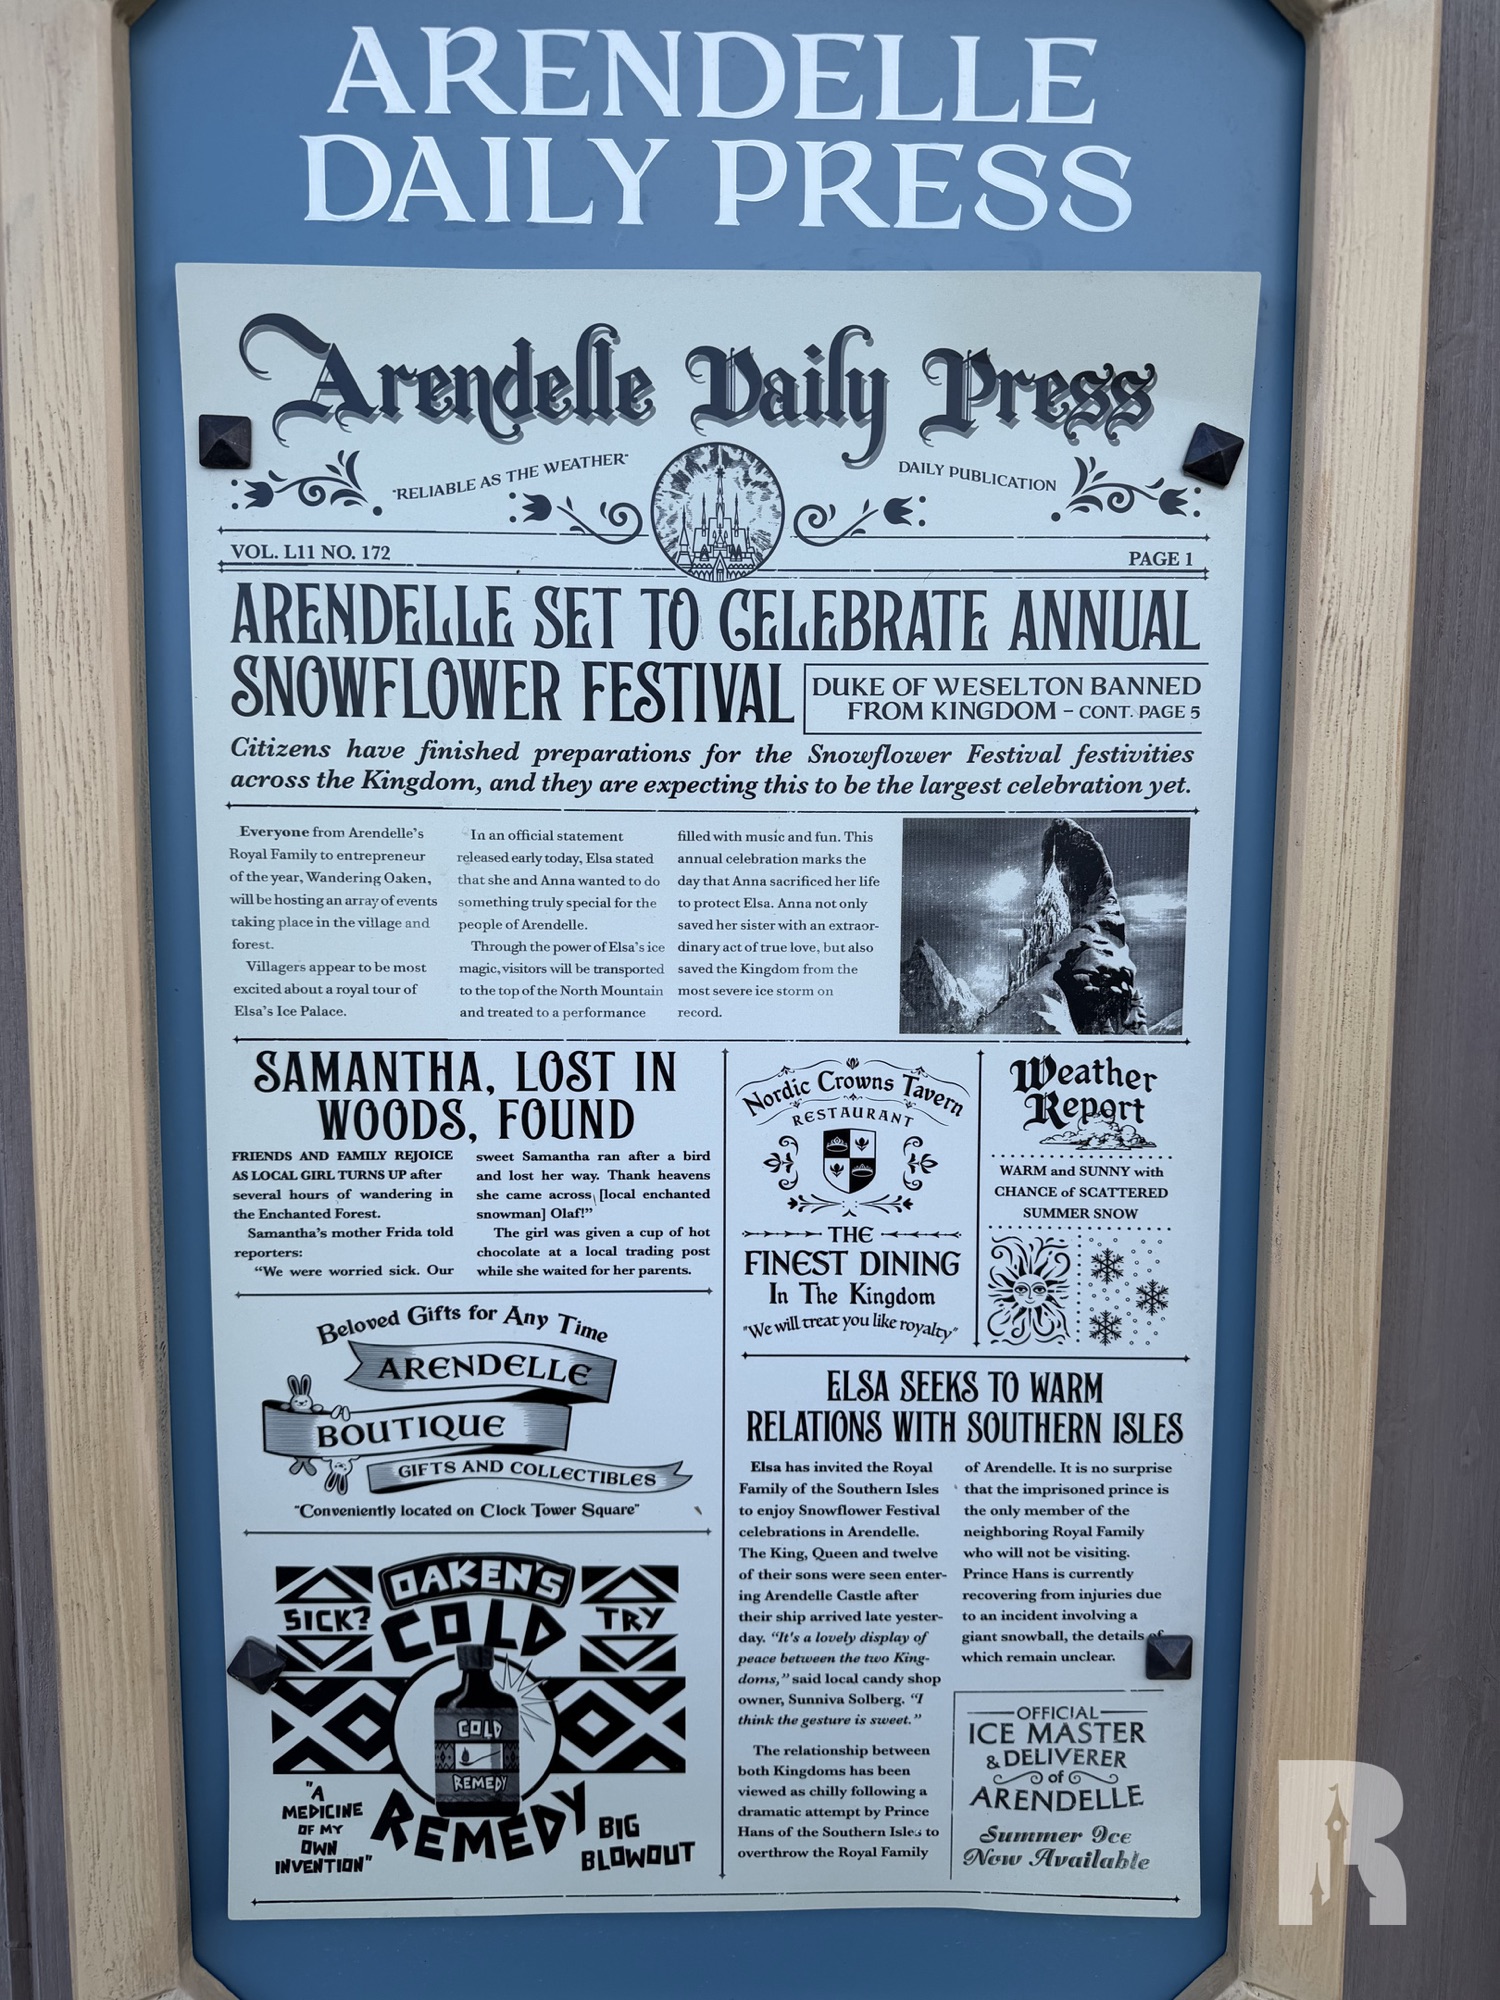 ARENDELLE
DAILY PRESS
Arendelle Daily Press
"RELIABLE AS THE WEATHER"
DAILY PUBLICATION
VOL. L11 NO. 172
PAGE 1
ARENDELLE SET TO CELEBRATE ANNUAL
SNOWFLOWER FESTIVAL
DUKE OF WESELTON BANNED
FROM KINGDOM – CONT. PAGE 5
Citizens have finished preparations for the Snowflower Festival festivities
across the Kingdom, and they are expecting this to be the largest celebration yet.
Everyone from Arendelle's
Royal Family to entrepreneur
of the year, Wandering Oaken,
will be hosting an array of events
taking place in the village and
forest.
Villagers appear to be most
excited about a royal tour of
Elsa's Ice Palace.
In an official statement
released early today, Elsa stated
that she and Anna wanted to do
something truly special for the
people of Arendelle.
Through the power of Elsa's ice
magic, visitors will be transported
to the top of the North Mountain
and treated to a performance
filled with music and fun. This
annual celebration marks the
day that Anna sacrificed her life
to protect Elsa. Anna not only
saved her sister with an extraor-
dinary act of true love, but also
saved the Kingdom from the
most severe ice storm on
record.
SAMANTHA, LOST IN
WOODS, FOUND
FRIENDS AND FAMILY REJOICE
AS LOCAL GIRL TURNS UP after
several hours of wandering in
the Enchanted Forest.
Samantha's mother Frida told
reporters:
"We were worried sick. Our
sweet Samantha ran after a bird
and lost her way. Thank heavens
she came across [local enchanted
snowman] Olaf!"
The girl was given a cup of hot
chocolate at a local trading post
while she waited for her parents.
Nordic Crowns Tavern
RESTAURANT
THE
FINEST DINING
In The Kingdom
"We will treat you like royalty"
Weather
Report
WARM and SUNNY with
CHANCE of SCATTERED
SUMMER SNOW
Beloved Gifts for Any Time
ARENDELLE
BOUTIQUE
GIFTS AND COLLECTIBLES
"Conveniently located on Clock Tower Square"
ELSA SEEKS TO WARM
RELATIONS WITH SOUTHERN ISLES
Elsa has invited the Royal
Family of the Southern Isles
to enjoy Snowflower Festival
celebrations in Arendelle.
The King, Queen and twelve
of their sons were seen enter-
ing Arendelle Castle after
their ship arrived late yester-
day. "It's a lovely display of
peace between the two King-
doms," said local candy shop
owner, Sunniva Solberg. "I
think the gesture is sweet."
The relationship between
both Kingdoms has been
viewed as chilly following a
dramatic attempt by Prince
Hans of the Southern Isles to
overthrow the Royal Family
of Arendelle. It is no surprise
that the imprisoned prince is
the only member of the
neighboring Royal Family
who will not be visiting.
Prince Hans is currently
recovering from injuries due
to an incident involving a
giant snowball, the details of
which remain unclear.
OAKEN'S
SICK?
COLD
TRY
COLD
REMEDY
REMEDY
"A
MEDICINE
OF MY
OWN
INVENTION"
BIG
BLOWOUT
OFFICIAL
ICE MASTER
& DELIVERER
of
ARENDELLE
Summer Ice
Now Available
R